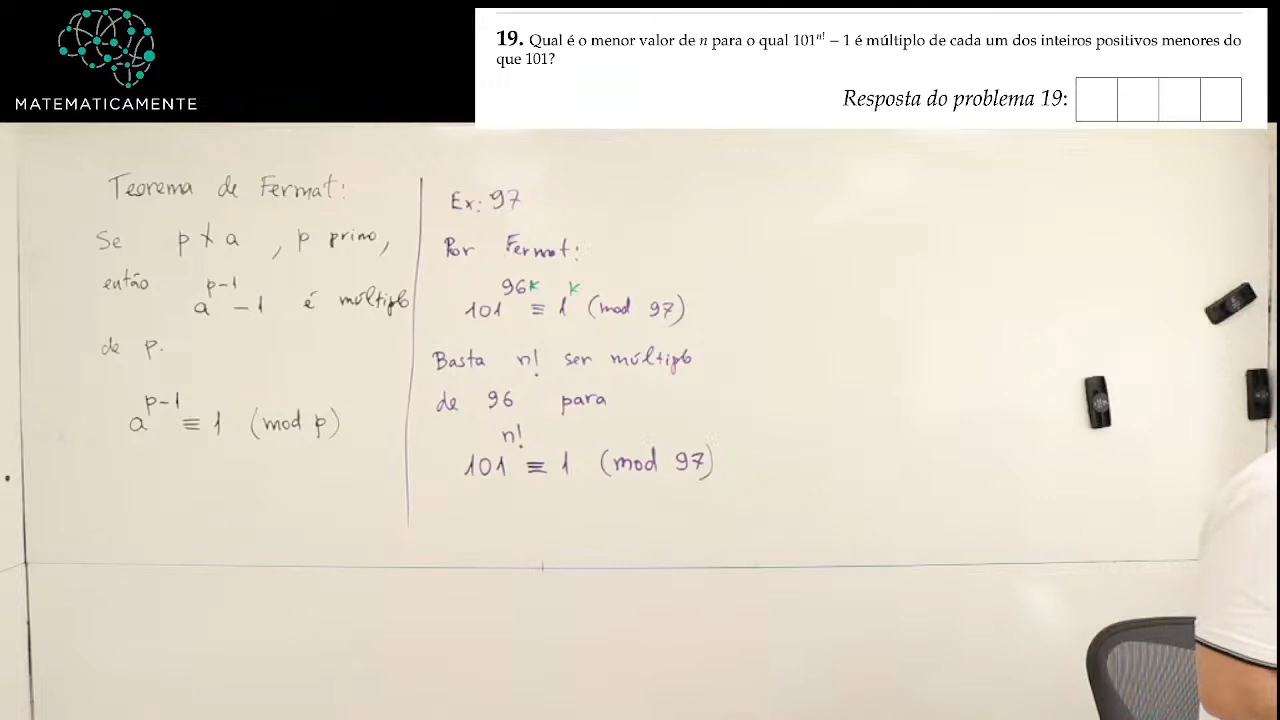 MATEMATICAMENTE
19. Qual é o menor valor de n para o qual 101^{n!} − 1 é múltiplo de cada um dos inteiros positivos menores do
que 101?
Resposta do problema 19:
Teorema de Fermat:
Se p ∤ a , p primo,
então a^{p-1} - 1 é múltiplo
de p.
a^{p-1} ≡ 1 (mod p)
Ex: 97
Por Fermat:
101^{96k} ≡ 1^k (mod 97)
Basta n! ser múltiplo
de 96 para
101^{n!} ≡ 1 (mod 97)